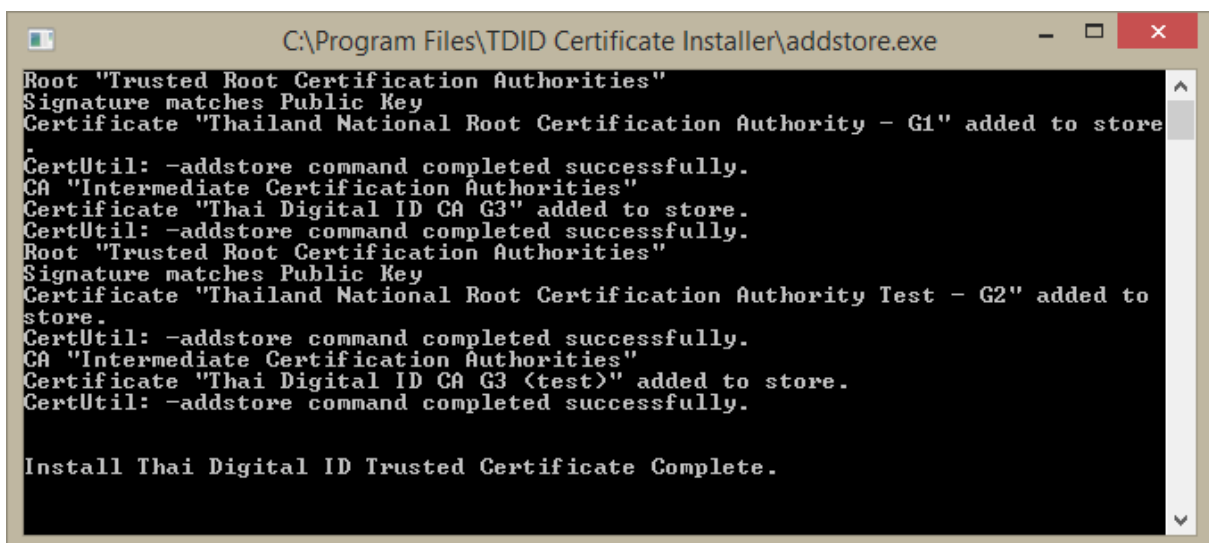 C:\Program Files\TDID Certificate Installer\addstore.exe
Root "Trusted Root Certification Authorities"
Signature matches Public Key
Certificate "Thailand National Root Certification Authority - G1" added to store
.
CertUtil: -addstore command completed successfully.
CA "Intermediate Certification Authorities"
Certificate "Thai Digital ID CA G3" added to store.
CertUtil: -addstore command completed successfully.
Root "Trusted Root Certification Authorities"
Signature matches Public Key
Certificate "Thailand National Root Certification Authority Test - G2" added to
store.
CertUtil: -addstore command completed successfully.
CA "Intermediate Certification Authorities"
Certificate "Thai Digital ID CA G3 (test)" added to store.
CertUtil: -addstore command completed successfully.
Install Thai Digital ID Trusted Certificate Complete.